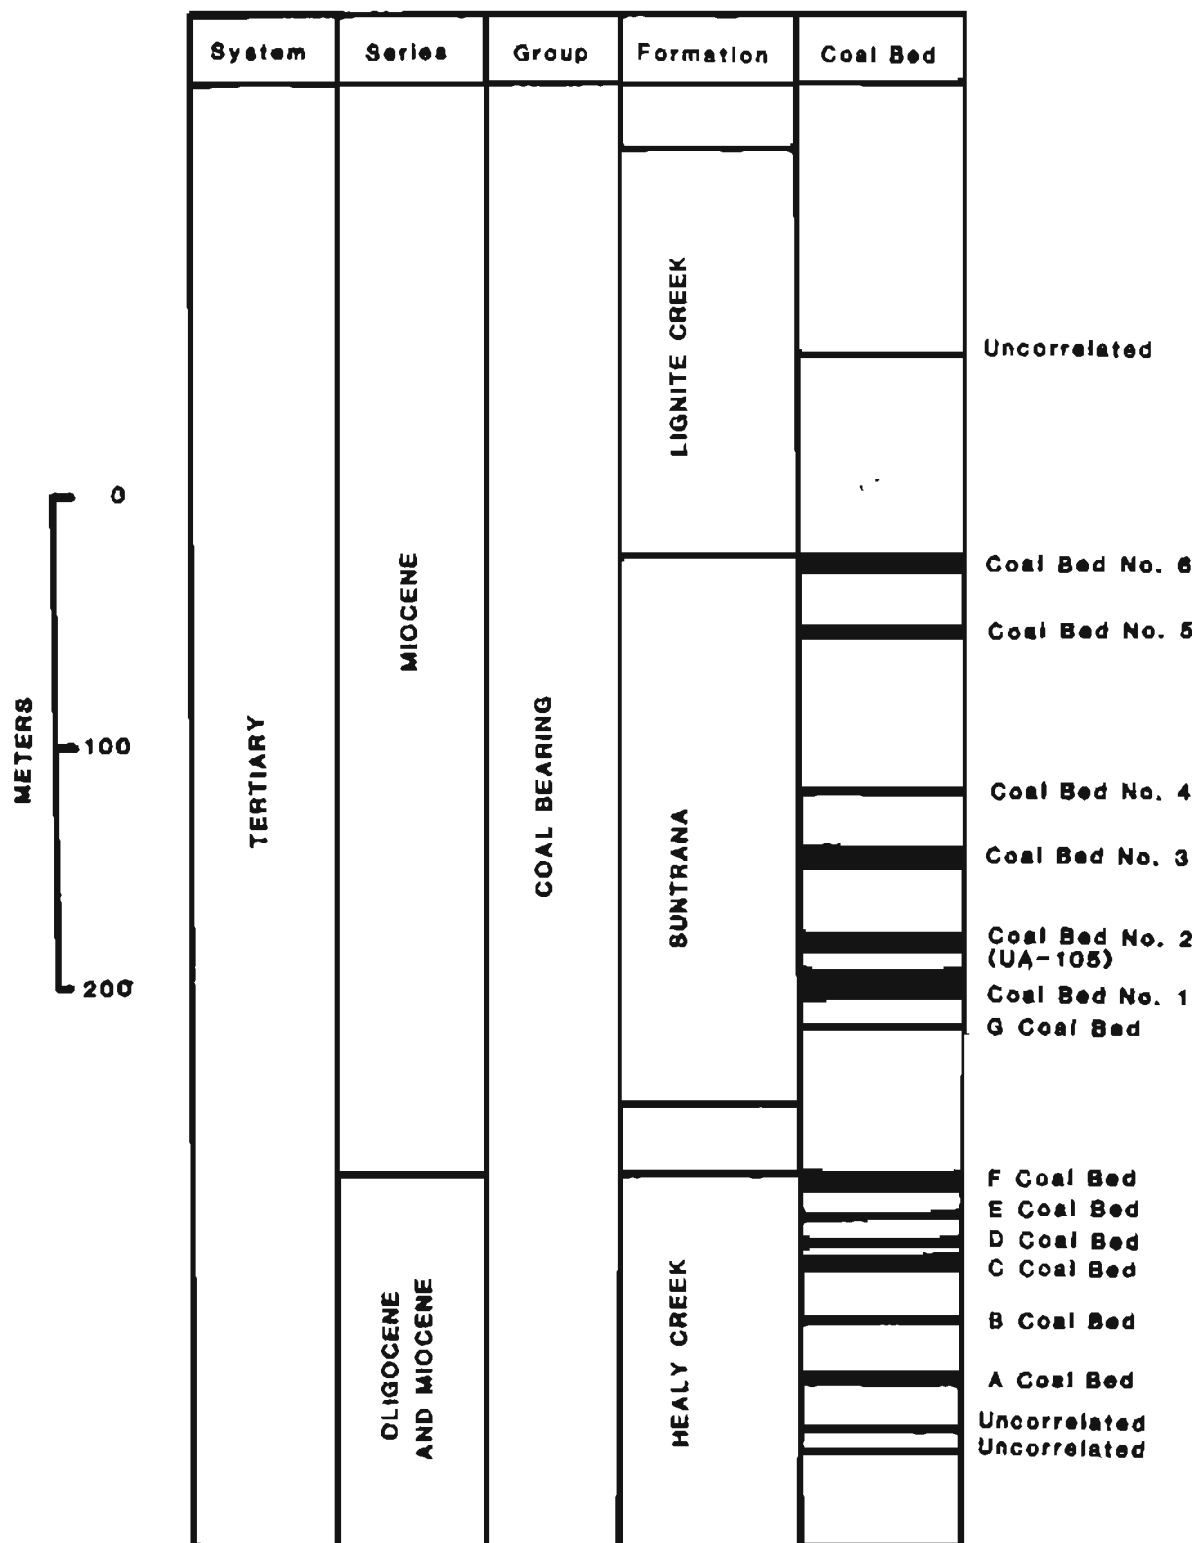 System
Series
Group
Formation
Coal Bed
METERS
0
100
200
TERTIARY
MIOCENE
OLIGOCENE
AND MIOCENE
COAL BEARING
LIGNITE CREEK
SUNTRANA
HEALY CREEK
Uncorrelated
Coal Bed No. 6
Coal Bed No. 5
Coal Bed No. 4
Coal Bed No. 3
Coal Bed No. 2
(UA-105)
Coal Bed No. 1
G Coal Bed
F Coal Bed
E Coal Bed
D Coal Bed
C Coal Bed
B Coal Bed
A Coal Bed
Uncorrelated
Uncorrelated